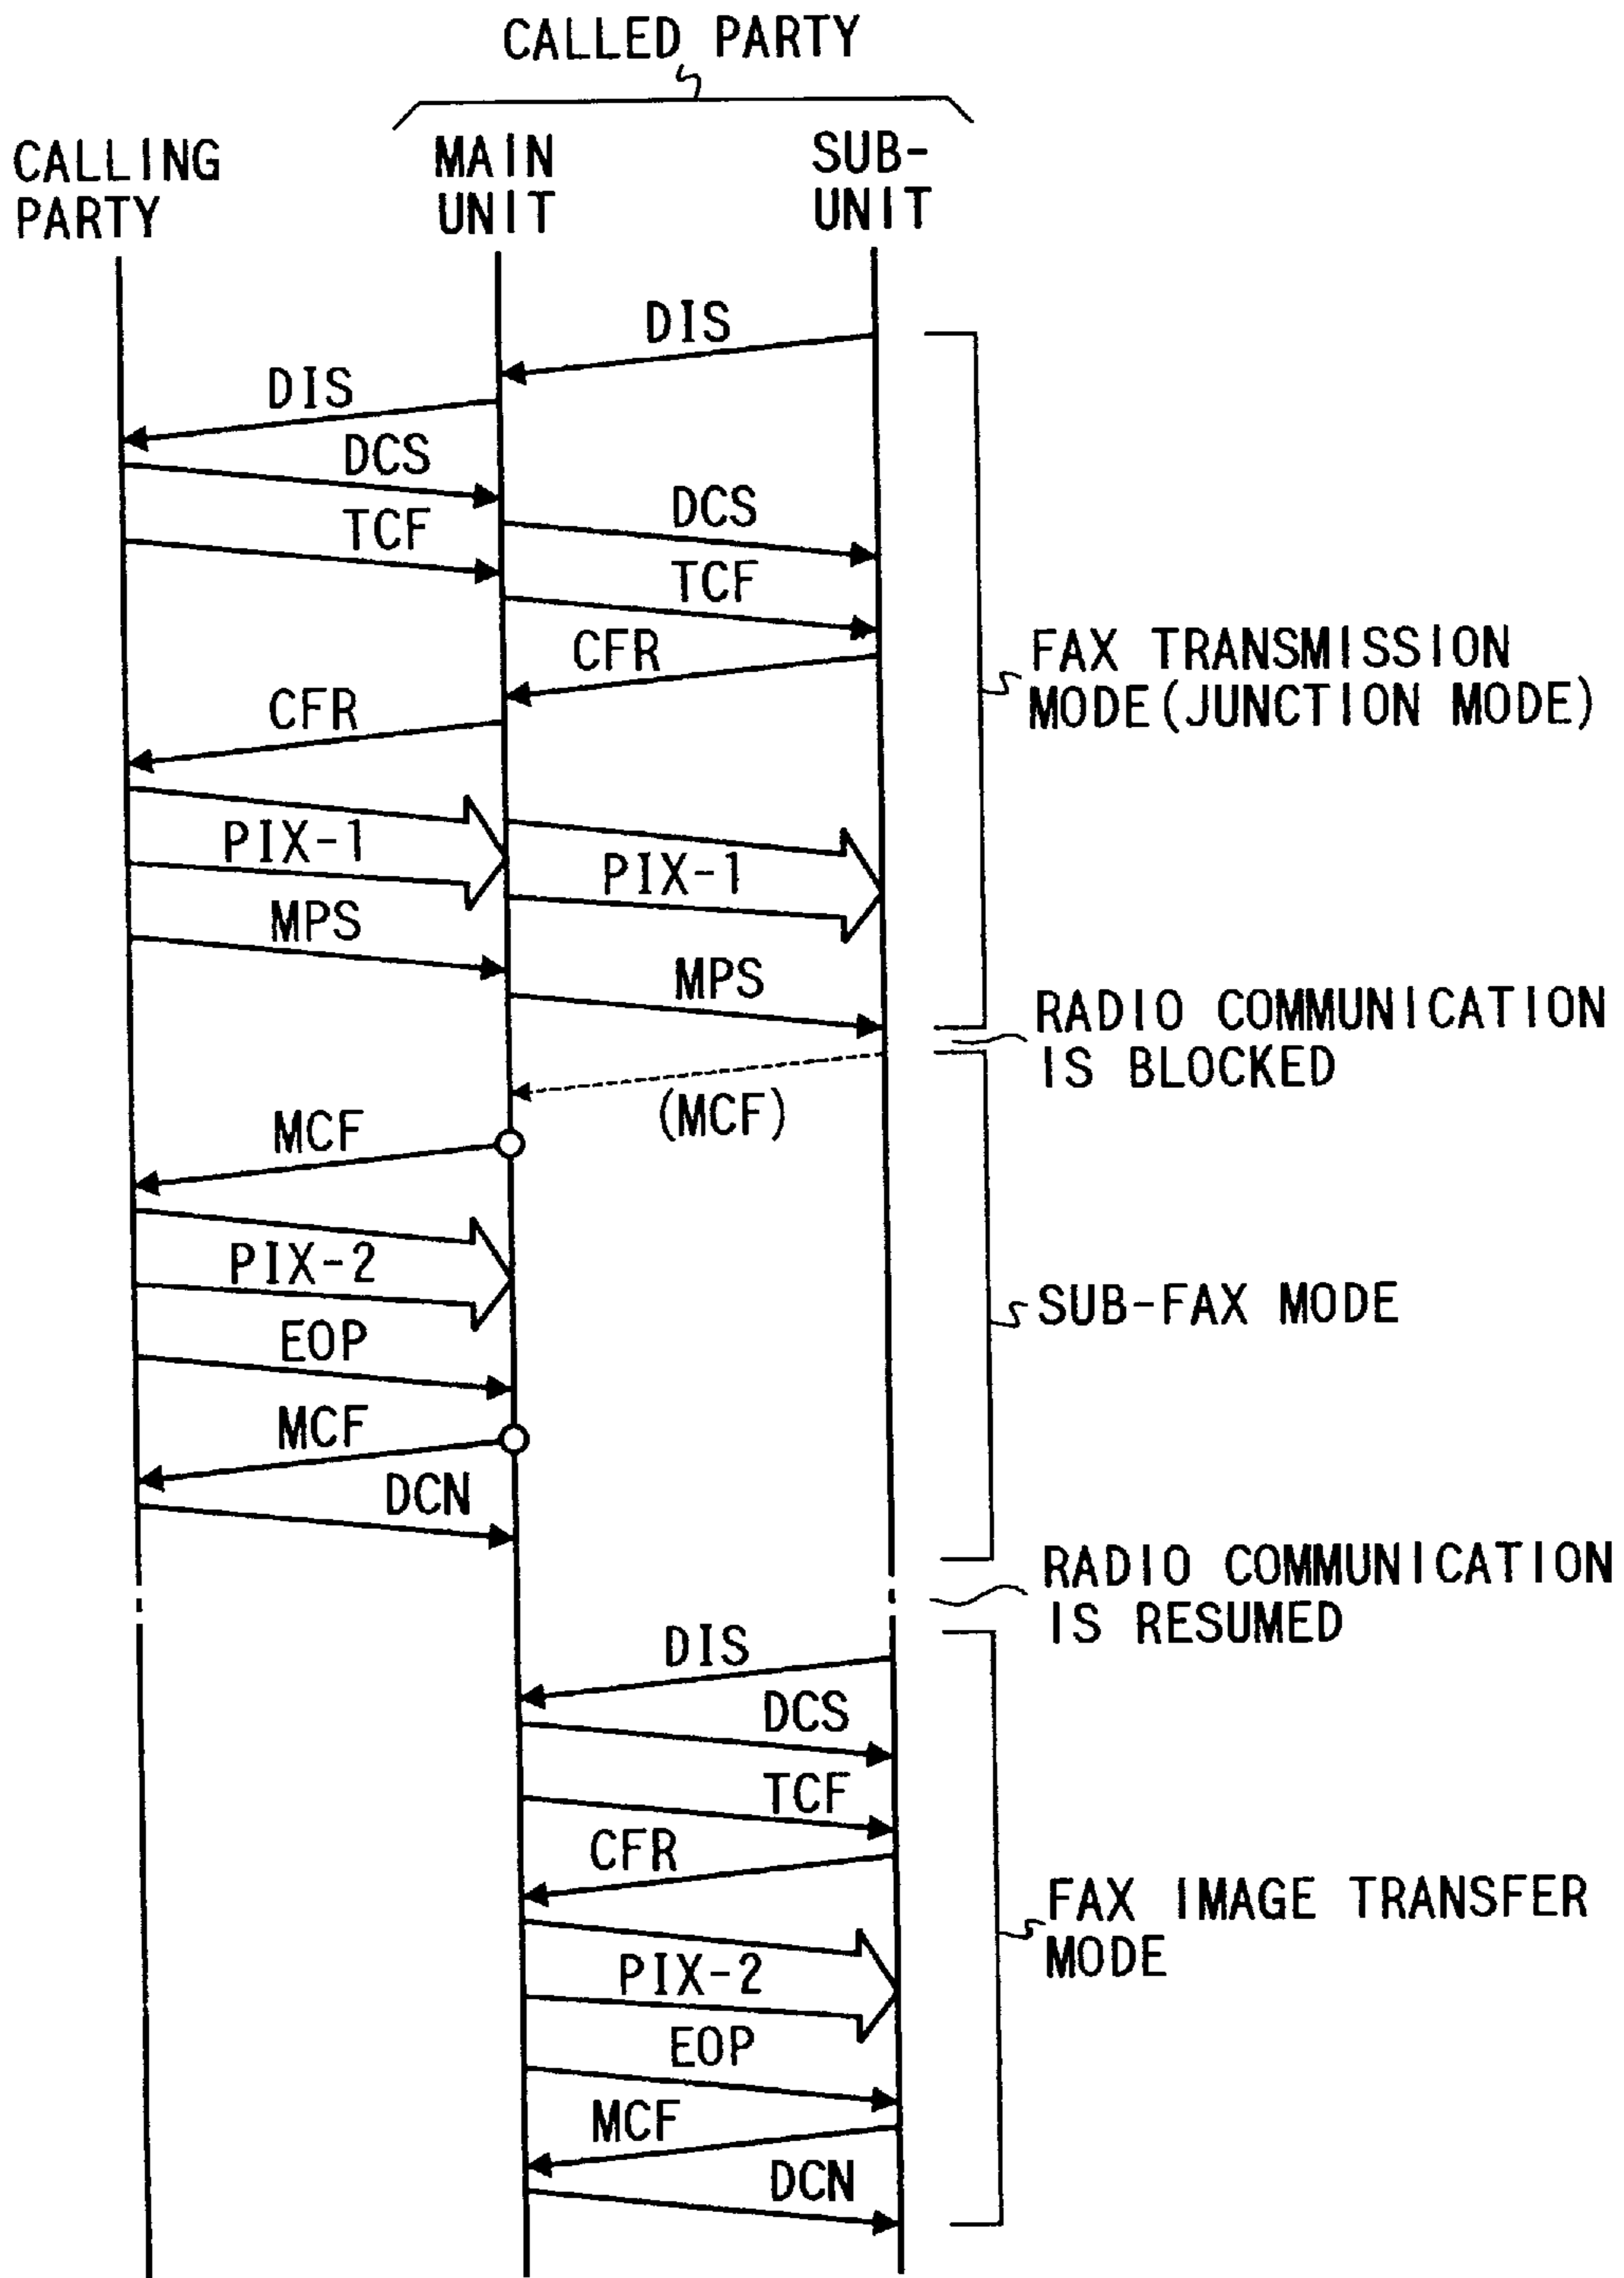 CALLED PARTY
CALLING
PARTY
MAIN
UNIT
SUB-
UNIT
DIS
DIS
DCS
DCS
TCF
TCF
CFR
CFR
FAX TRANSMISSION
MODE(JUNCTION MODE)
PIX-1
PIX-1
MPS
MPS
RADIO COMMUNICATION
IS BLOCKED
(MCF)
MCF
PIX-2
SUB-FAX MODE
EOP
MCF
DCN
RADIO COMMUNICATION
IS RESUMED
DIS
DCS
TCF
CFR
FAX IMAGE TRANSFER
MODE
PIX-2
EOP
MCF
DCN